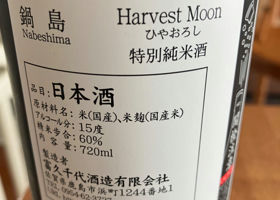 鍋島
Nabeshima
Harvest Moon
ひやおろし
特別純米酒
品目:日本酒
原材料名:米(国産)、米麹(国産米)
アルコール分:15度
精米歩合:60%
内容量:720ml
製造者
富久千代酒造有限会社
佐賀県鹿島市浜町1244番地1